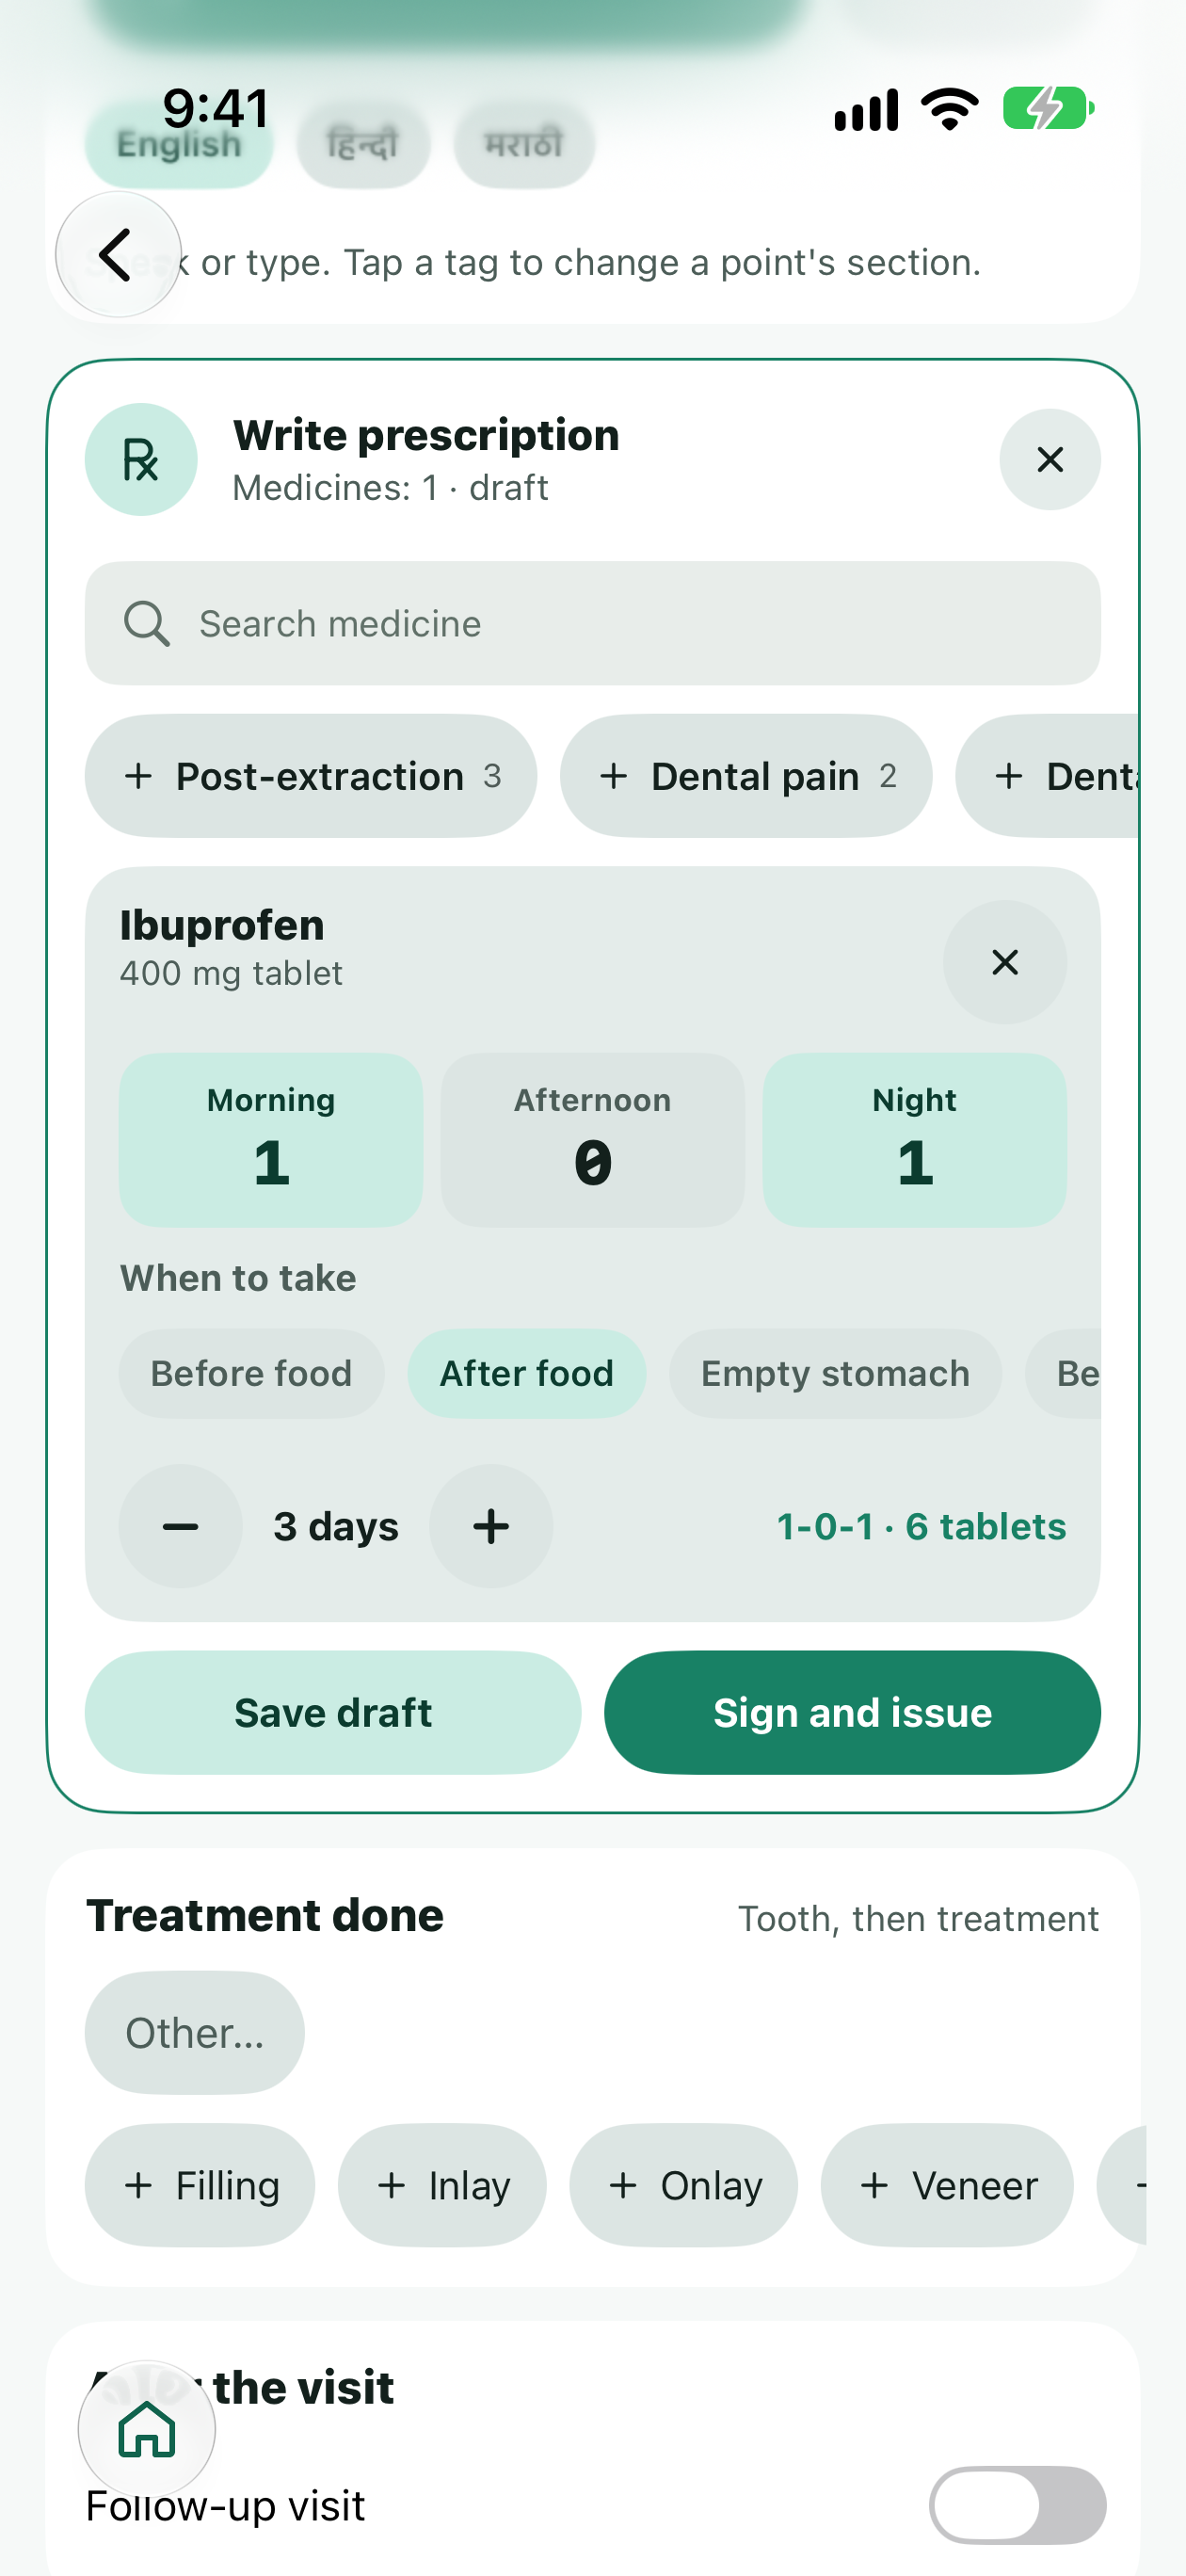 9:41
English हिन्दी मराठी
or type. Tap a tag to change a point's section.
Rx
Write prescription
Medicines: 1 · draft
Search medicine
+ Post-extraction 3 + Dental pain 2 +
Ibuprofen
400 mg tablet
Morning Afternoon Night
1 0 1
When to take
Before food After food Empty stomach
3 days
1-0-1 · 6 tablets
Save draft Sign and issue
Treatment done Tooth, then treatment
Other...
+ Filling + Inlay + Onlay + Veneer
the visit
Follow-up visit